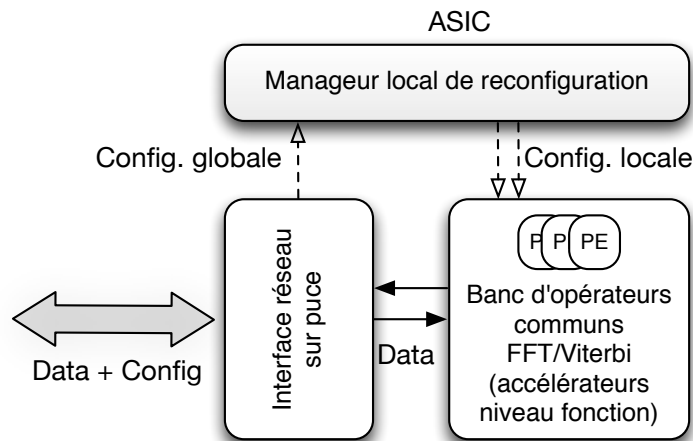 ASIC
Manageur local de reconfiguration
Config. globale
Config. locale
Interface réseau
sur puce
P P PE
Banc d'opérateurs
communs
FFT/Viterbi
(accélérateurs
niveau fonction)
Data
Data + Config